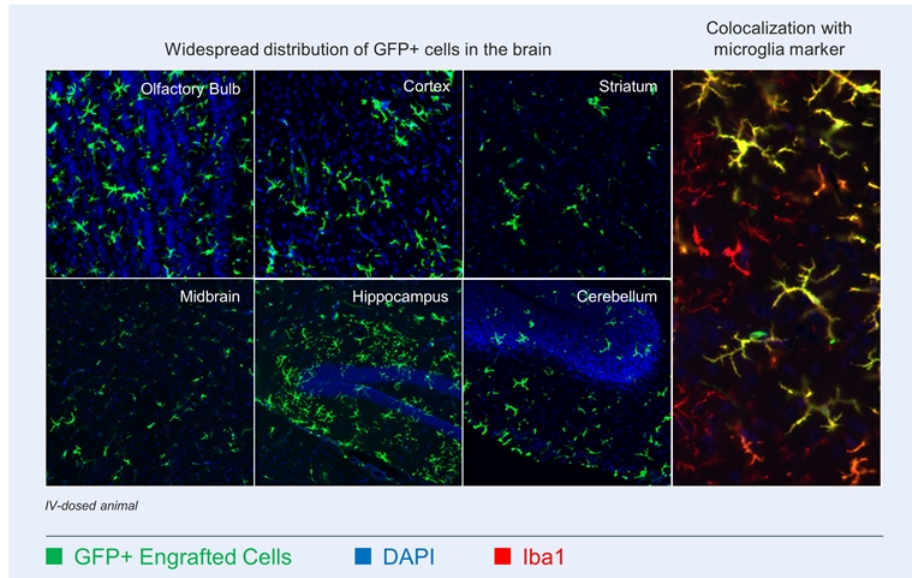 Widespread distribution of GFP+ cells in the brain
Colocalization with
microglia marker
Olfactory Bulb
Cortex
Striatum
Midbrain
Hippocampus
Cerebellum
IV-dosed animal
GFP+ Engrafted Cells
DAPI
Iba1